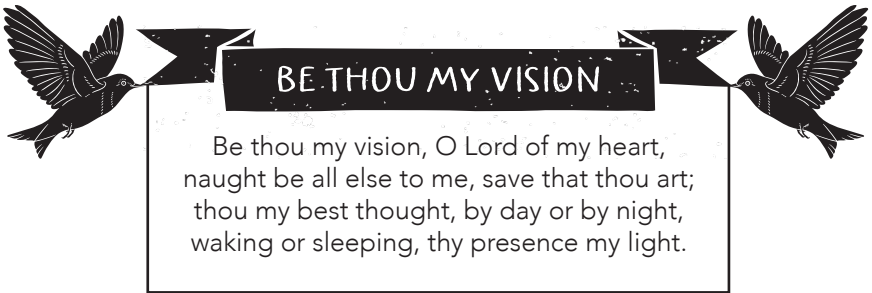 BE THOU MY VISION
Be thou my vision, O Lord of my heart,
naught be all else to me, save that thou art;
thou my best thought, by day or by night,
waking or sleeping, thy presence my light.